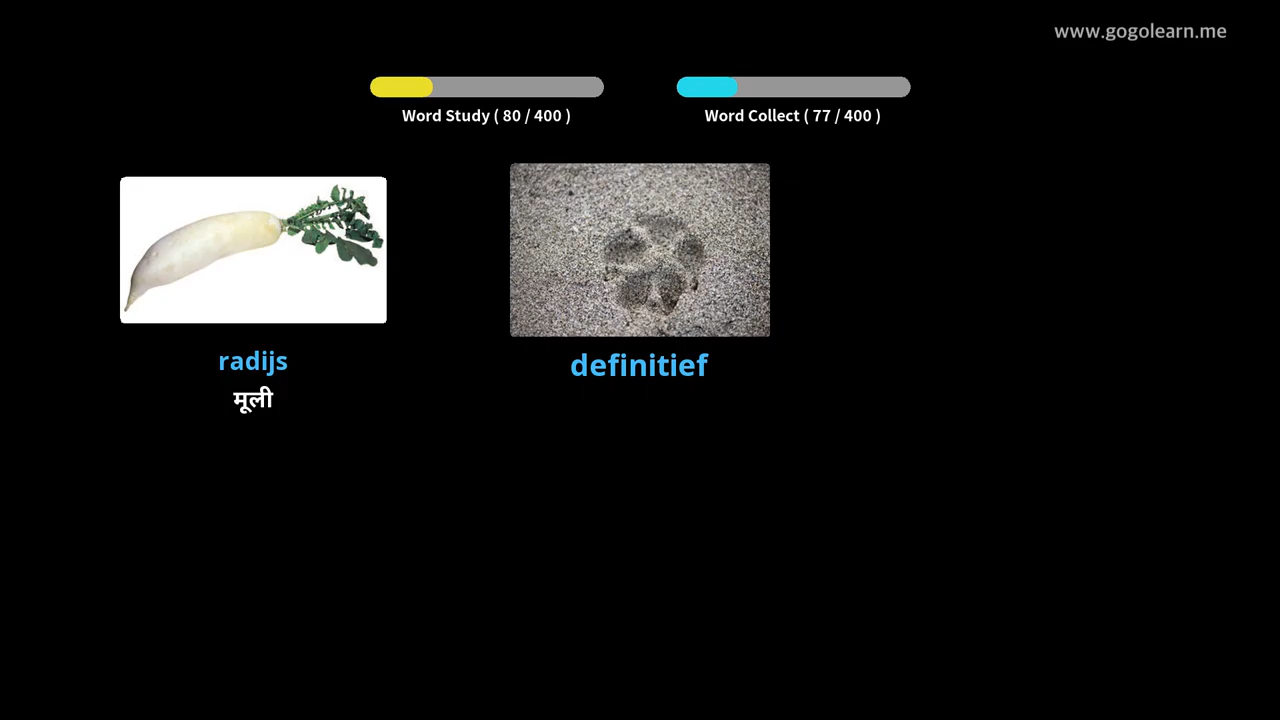 www.gogolearn.me
Word Study ( 80 / 400 )
Word Collect ( 77 / 400 )
radijs
मूली
definitief